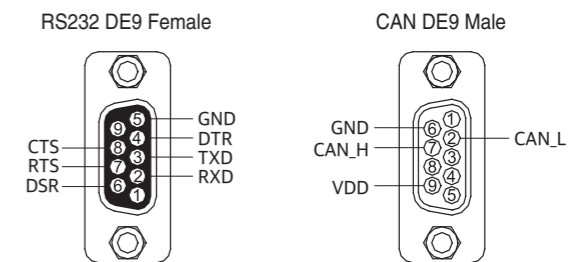 RS232 DE9 Female
CAN DE9 Male
GND
DTR
TXD
RXD
CTS
RTS
DSR
5
9
4
8
3
7
2
6
1
GND
CAN_H
VDD
CAN_L
1
6
2
7
3
8
4
9
5